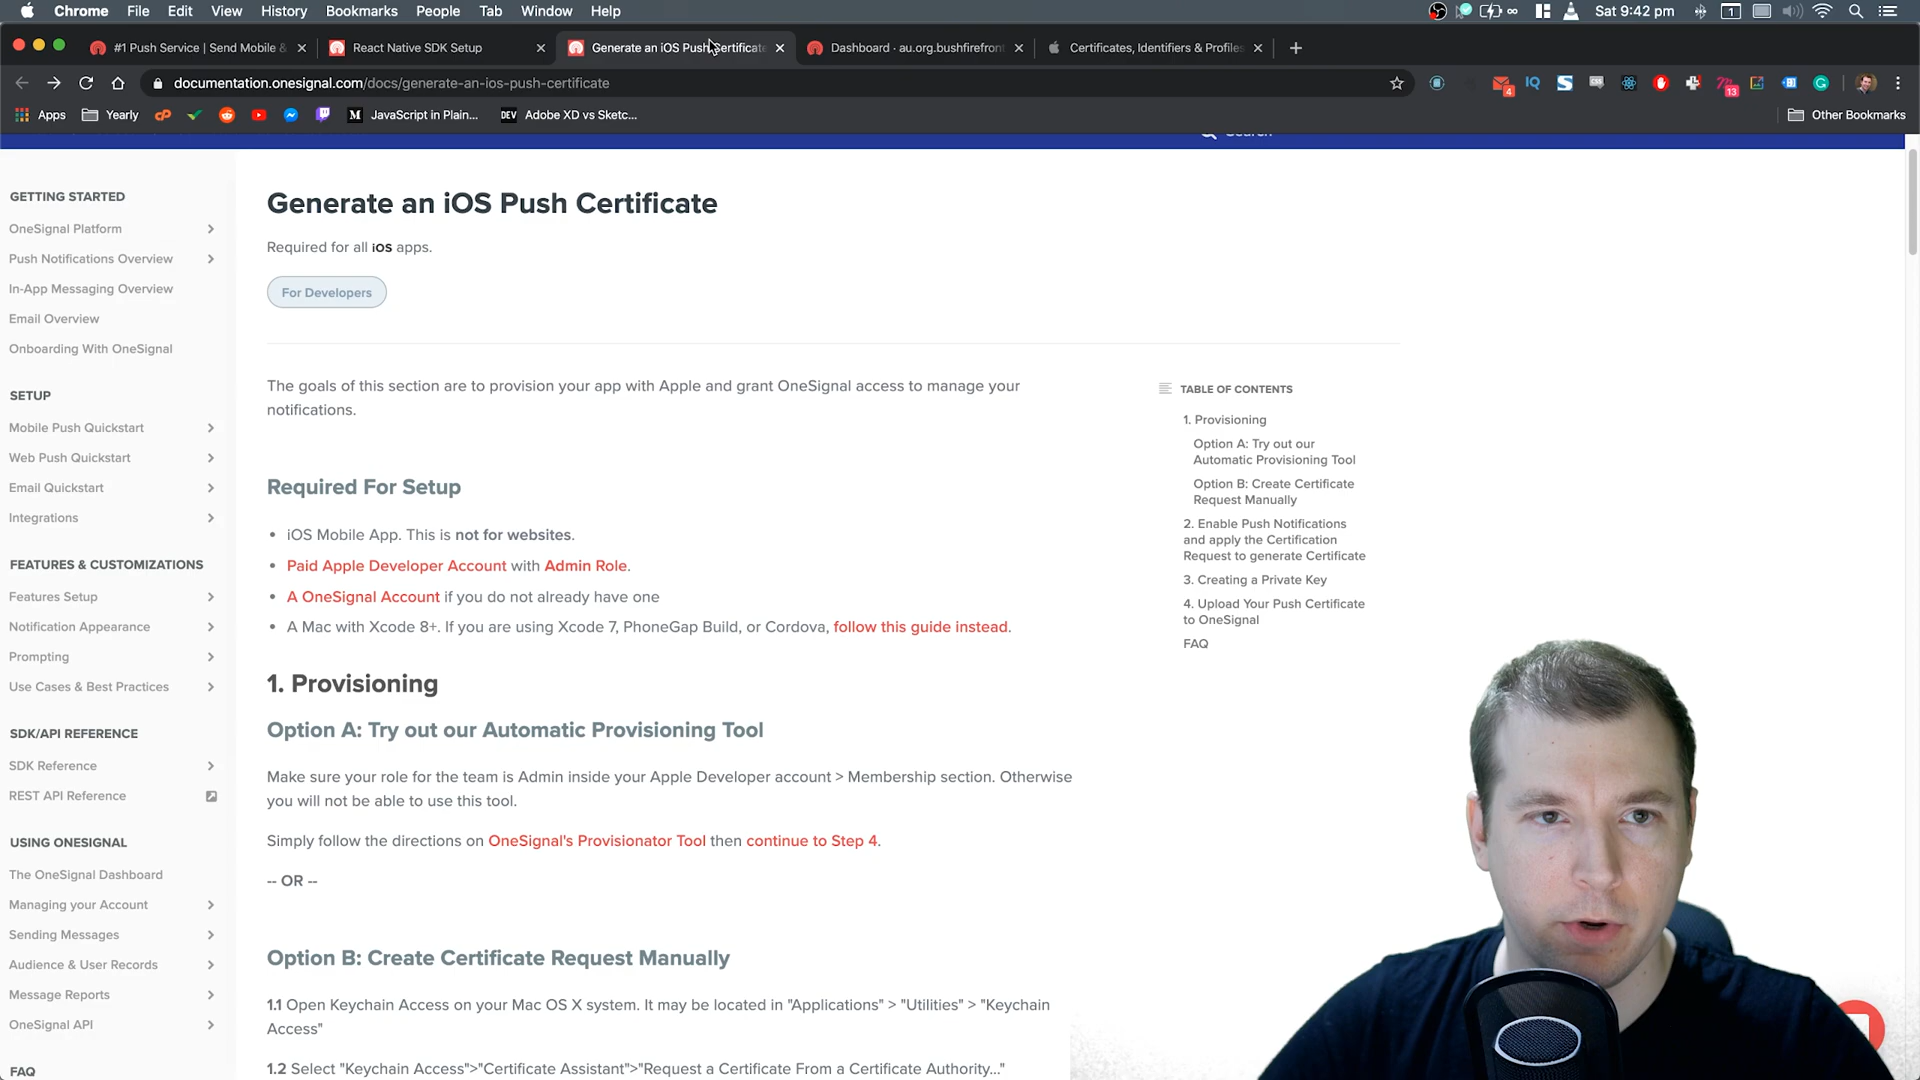 Chrome File Edit View History Bookmarks People Tab Window Help
Sat 9:42 pm
#1 Push Service | Send Mobile &
React Native SDK Setup
Generate an iOS Push Certificate
Dashboard - au.org.bushfirefront
Certificates, Identifiers & Profiles
documentation.onesignal.com/docs/generate-an-ios-push-certificate
4
13
Apps
Yearly
JavaScript in Plain...
DEV Adobe XD vs Sketc...
Other Bookmarks
Search
GETTING STARTED
OneSignal Platform
Push Notifications Overview
In-App Messaging Overview
Email Overview
Onboarding With OneSignal
SETUP
Mobile Push Quickstart
Web Push Quickstart
Email Quickstart
Integrations
FEATURES & CUSTOMIZATIONS
Features Setup
Notification Appearance
Prompting
Use Cases & Best Practices
SDK/API REFERENCE
SDK Reference
REST API Reference
USING ONESIGNAL
The OneSignal Dashboard
Managing your Account
Sending Messages
Audience & User Records
Message Reports
OneSignal API
FAQ
Generate an iOS Push Certificate
Required for all iOS apps.
For Developers
The goals of this section are to provision your app with Apple and grant OneSignal access to manage your
notifications.
Required For Setup
• iOS Mobile App. This is not for websites.
• Paid Apple Developer Account with Admin Role.
• A OneSignal Account if you do not already have one
• A Mac with Xcode 8+. If you are using Xcode 7, PhoneGap Build, or Cordova, follow this guide instead.
1. Provisioning
Option A: Try out our Automatic Provisioning Tool
Make sure your role for the team is Admin inside your Apple Developer account > Membership section. Otherwise
you will not be able to use this tool.
Simply follow the directions on OneSignal's Provisionator Tool then continue to Step 4.
-- OR --
Option B: Create Certificate Request Manually
1.1 Open Keychain Access on your Mac OS X system. It may be located in "Applications" > "Utilities" > "Keychain
Access"
1.2 Select "Keychain Access">"Certificate Assistant">"Request a Certificate From a Certificate Authority..."
TABLE OF CONTENTS
1. Provisioning
Option A: Try out our
Automatic Provisioning Tool
Option B: Create Certificate
Request Manually
2. Enable Push Notifications
and apply the Certification
Request to generate Certificate
3. Creating a Private Key
4. Upload Your Push Certificate
to OneSignal
FAQ